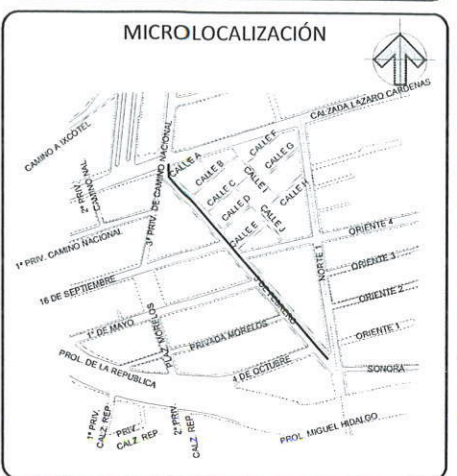 MICROLOCALIZACIÓN
CALZADA LAZARO CARDENAS
CAMINO A IXCOTEL
3ª PRIV. DE CAMINO NACIONAL
CALLE A
CALLE B
CALLE C
CALLE D
CALLE E
CALLE F
CALLE G
CALLE H
CALLE I
CALLE J
2ª PRIV.
CAMINO NAL.
1ª PRIV. CAMINO NACIONAL
16 DE SEPTIEMBRE
NORTE 1
ORIENTE 4
ORIENTE 3
ORIENTE 2
ORIENTE 1
SONORA
1° DE MAYO
PLAZ. MORELOS
PRIVADA MORELOS
4 DE OCTUBRE
PROL. DE LA REPUBLICA
1ª PRIV.
CALZ. REP
PRIV.
CALZ. REP
2ª PRIV.
CALZ. REP
PROL. MIGUEL HIDALGO